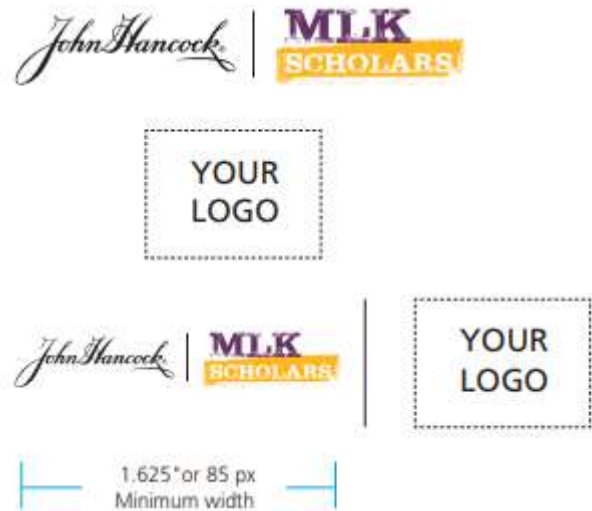 John Hancock®
MLK
SCHOLARS
YOUR
LOGO
John Hancock®
MLK
SCHOLARS
YOUR
LOGO
1.625" or 85 px
Minimum width